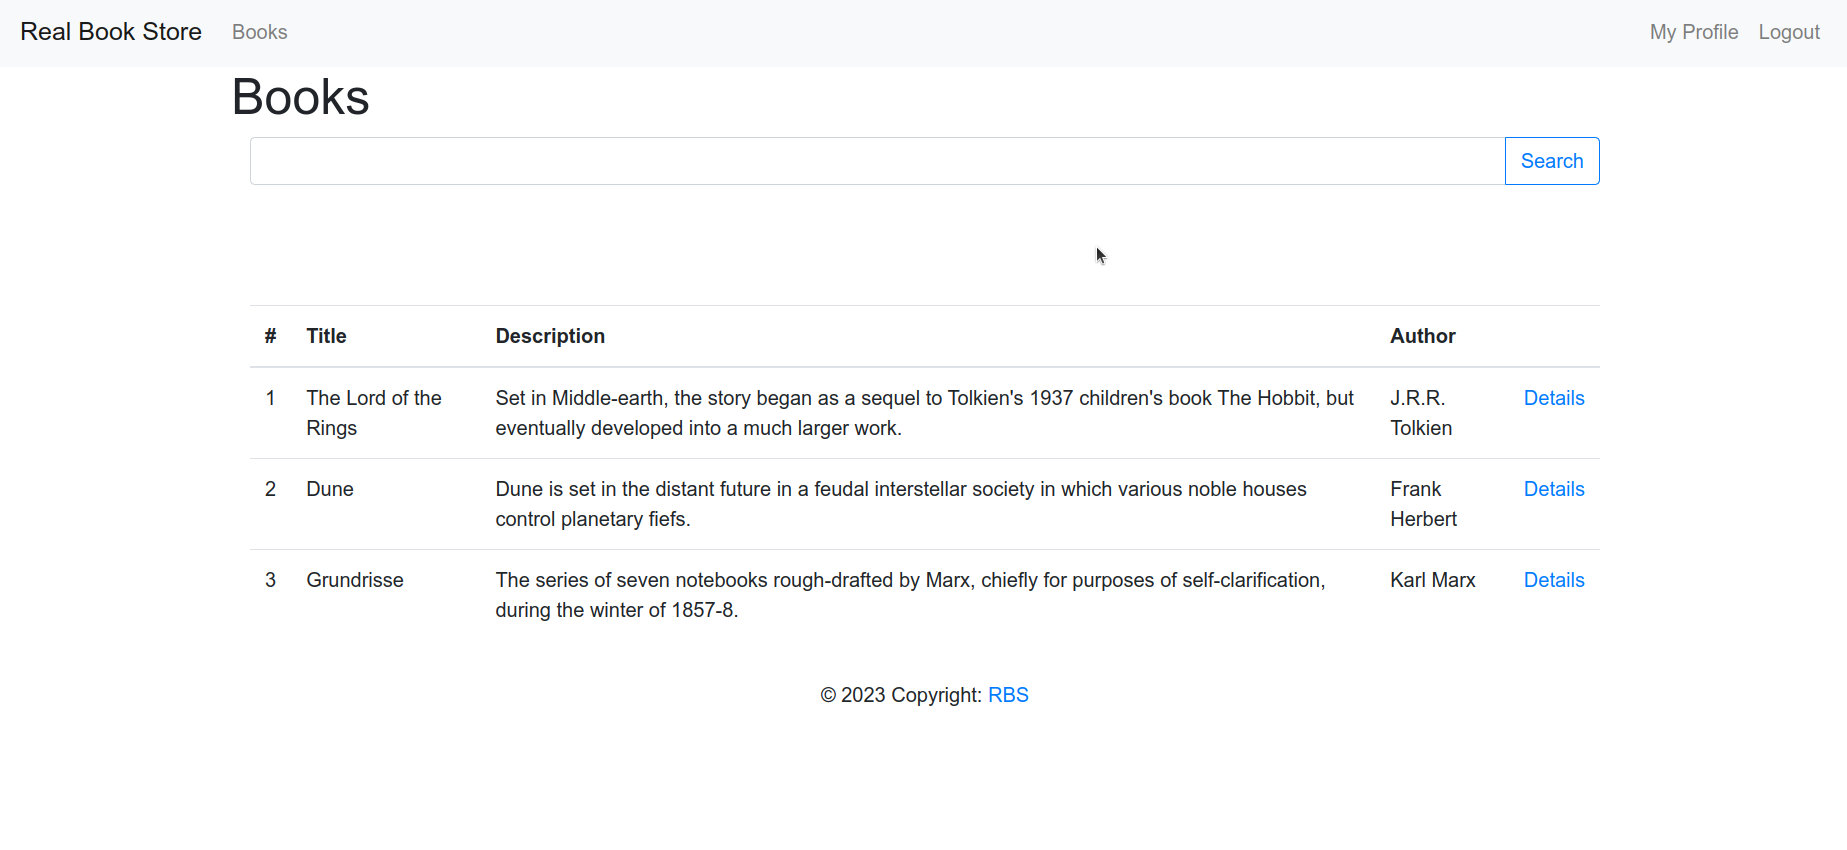 Real Book Store Books My Profile Logout
Books
Search
# Title Description Author
1 The Lord of the Rings Set in Middle-earth, the story began as a sequel to Tolkien's 1937 children's book The Hobbit, but eventually developed into a much larger work. J.R.R. Tolkien Details
2 Dune Dune is set in the distant future in a feudal interstellar society in which various noble houses control planetary fiefs. Frank Herbert Details
3 Grundrisse The series of seven notebooks rough-drafted by Marx, chiefly for purposes of self-clarification, during the winter of 1857-8. Karl Marx Details
© 2023 Copyright: RBS